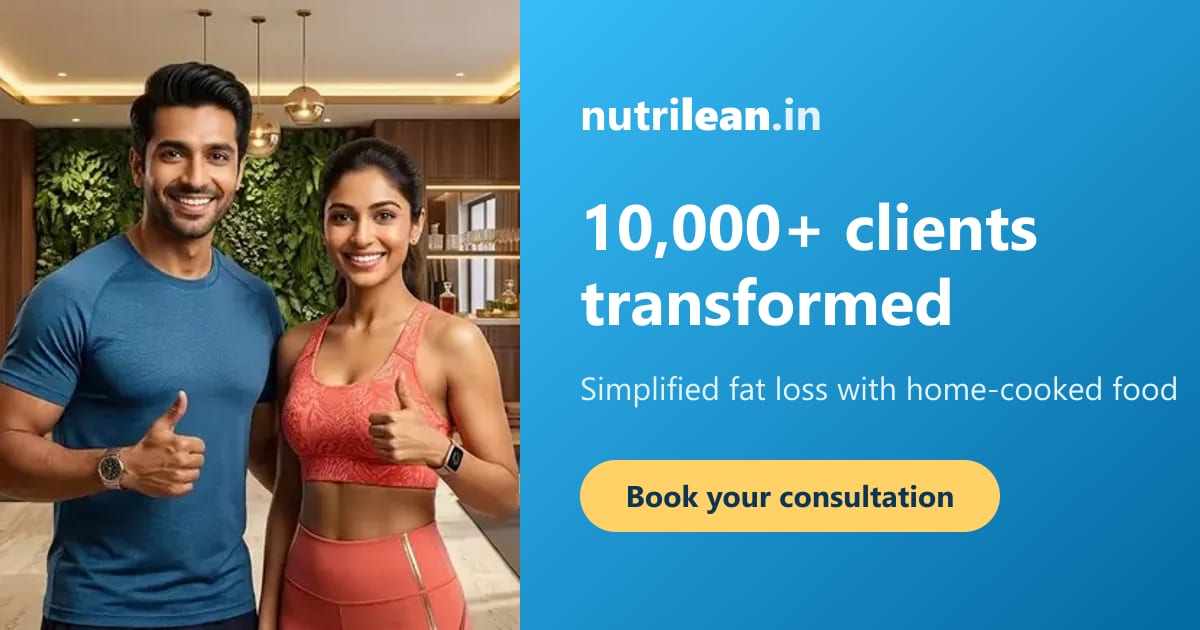 nutrilean.in
10,000+ clients
transformed
Simplified fat loss with home-cooked food
Book your consultation